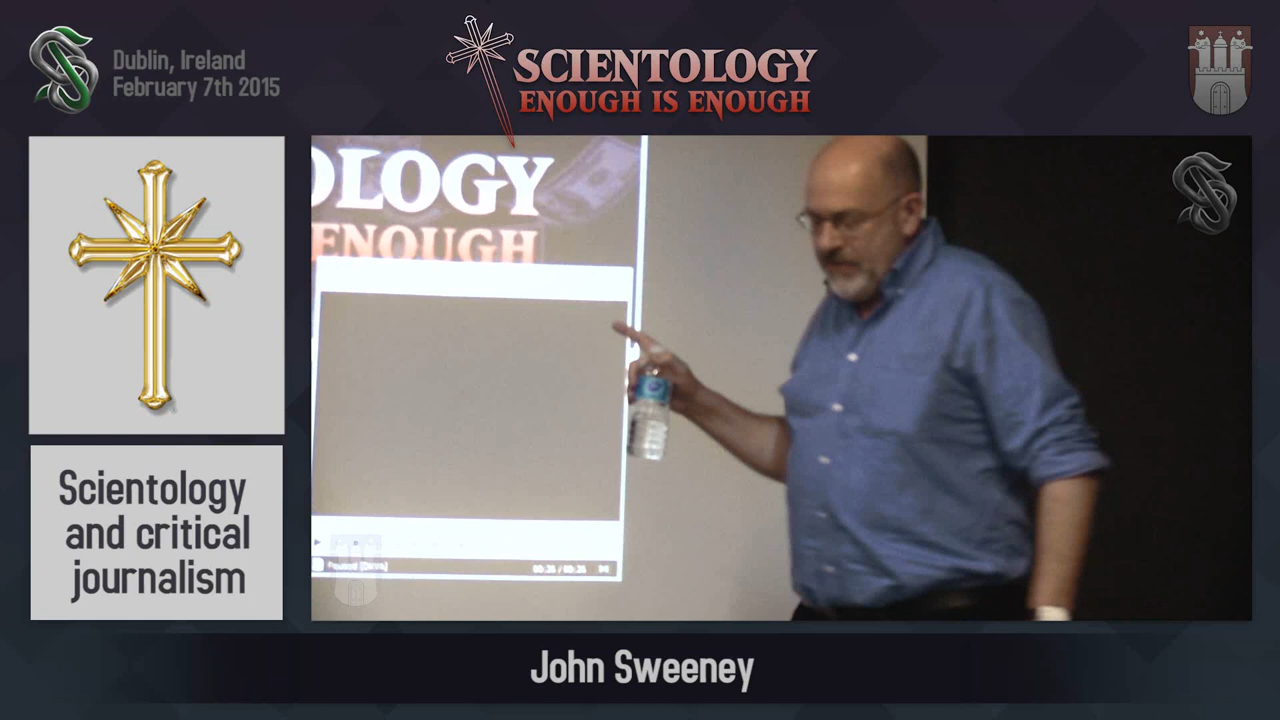 Dublin, Ireland
February 7th 2015
SCIENTOLOGY
ENOUGH IS ENOUGH
OLOGY
ENOUGH
Scientology
and critical
journalism
John Sweeney